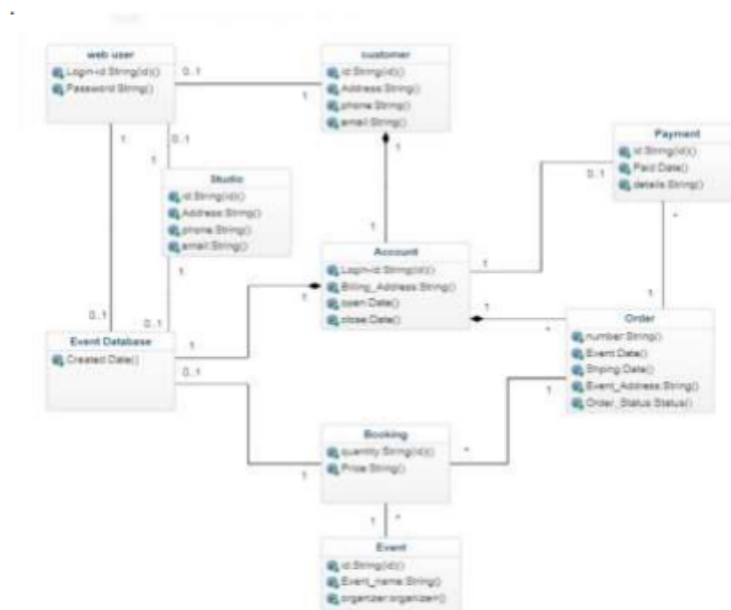 web user
Login-id:String(id)()
Password:String()
0..1
1
customer
id:String(id)()
Address:String()
phone:String()
email:String()
1
1
Payment
id:String(id)()
Paid:Date()
details:String()
0..1
1
*
1
1
0..1
1
Studio
id:String(id)()
Address:String()
phone:String()
email:String()
1
0..1
0..1
Account
Login-id:String(id)()
Billing_Address:String()
open:Date()
close:Date()
1
1
1
*
Event Database
Created:Date()
0..1
1
Order
number:String()
Event:Date()
Shping:Date()
Event_Address:String()
Order_Status:Status()
1
*
Booking
quantity:String(id)()
Price:String()
1
*
Event
id:String(id)()
Event_name:String()